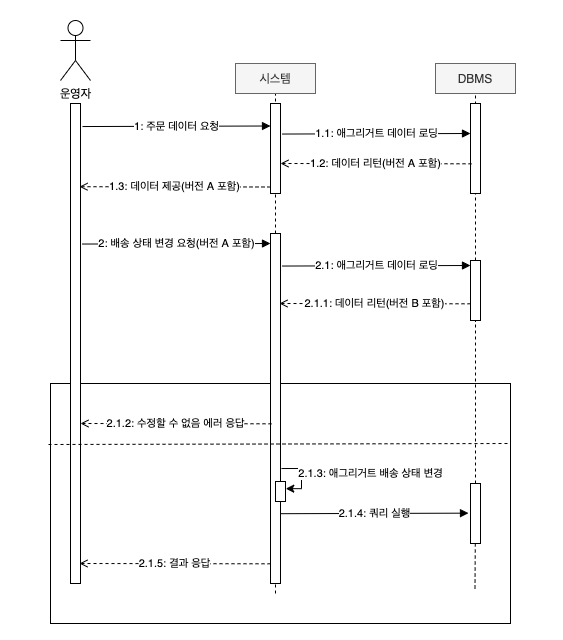 시스템
DBMS
운영자
1: 주문 데이터 요청
1.1: 애그리거트 데이터 로딩
1.2: 데이터 리턴(버전 A 포함)
1.3: 데이터 제공(버전 A 포함)
2: 배송 상태 변경 요청(버전 A 포함)
2.1: 애그리거트 데이터 로딩
2.1.1: 데이터 리턴(버전 B 포함)
2.1.2: 수정할 수 없음 에러 응답
2.1.3: 애그리거트 배송 상태 변경
2.1.4: 쿼리 실행
2.1.5: 결과 응답